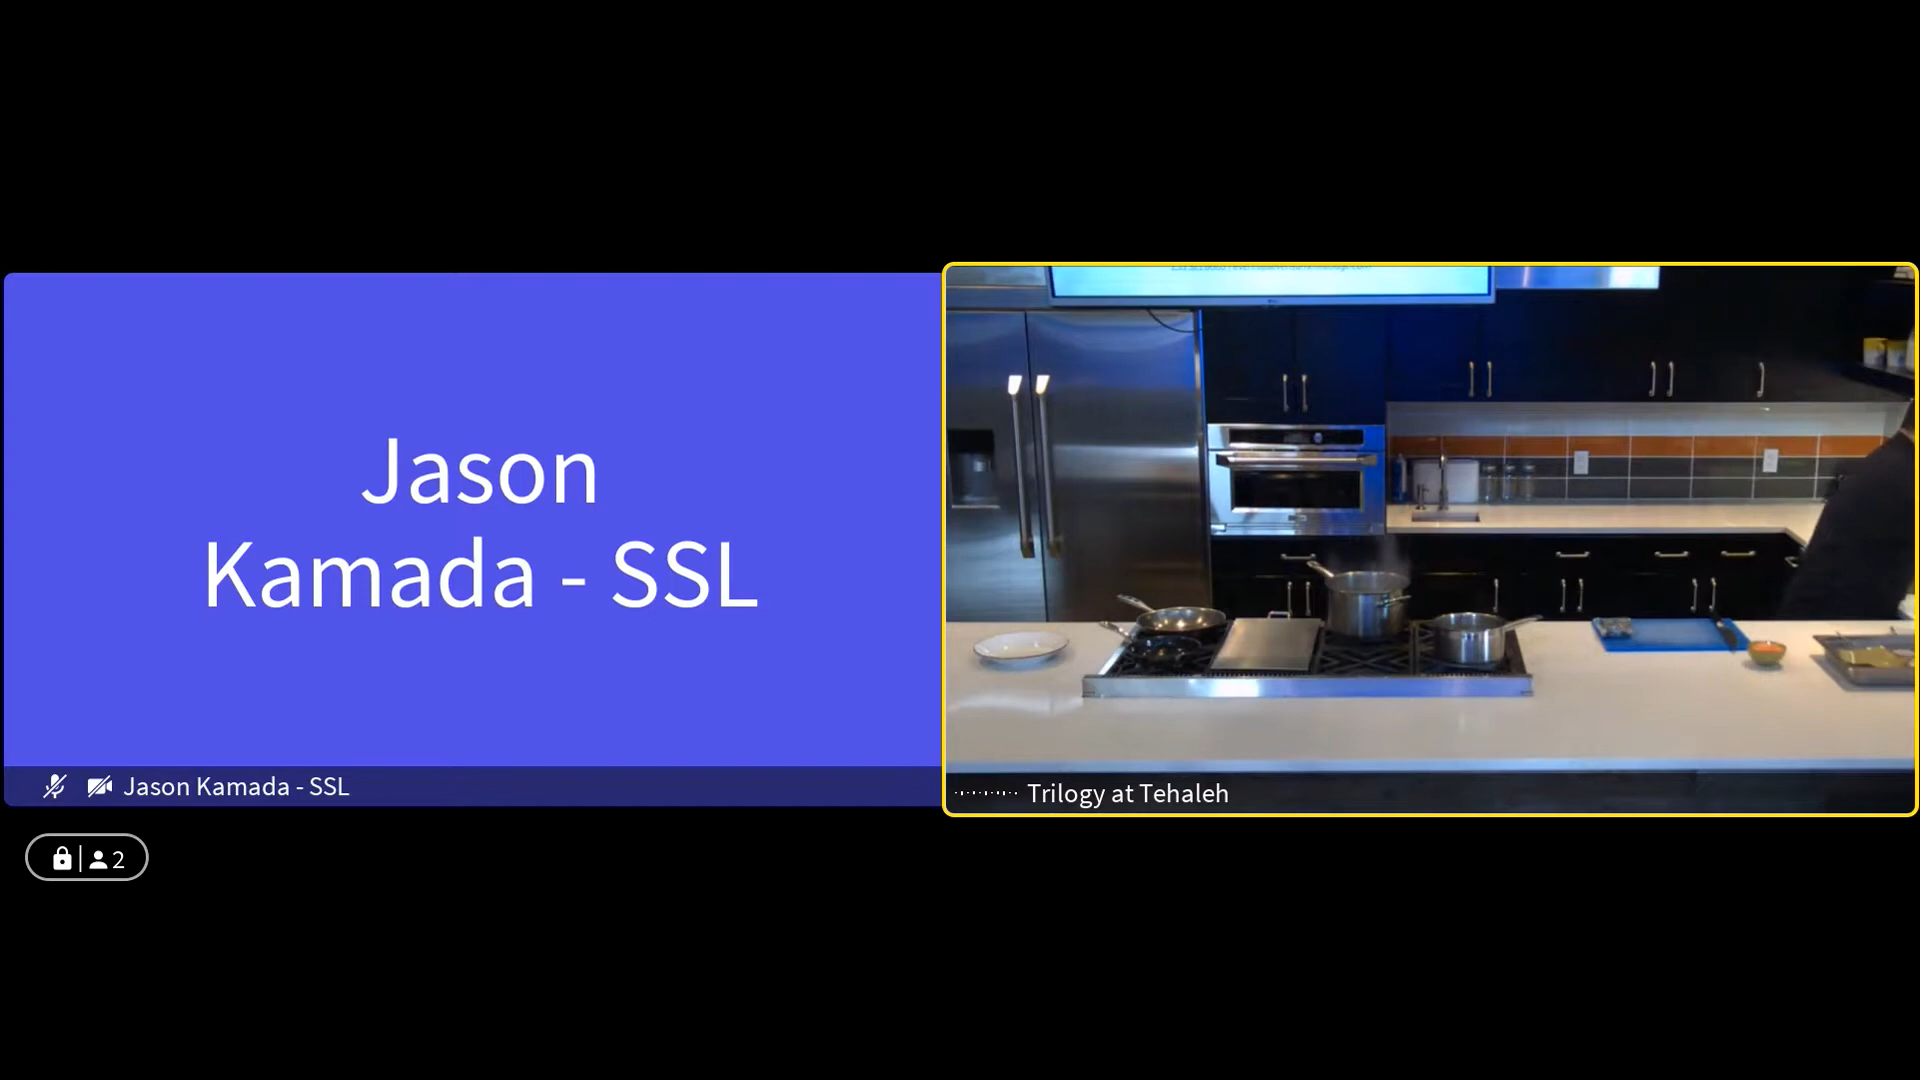 Jason
Kamada - SSL
Jason Kamada - SSL
Trilogy at Tehaleh
2